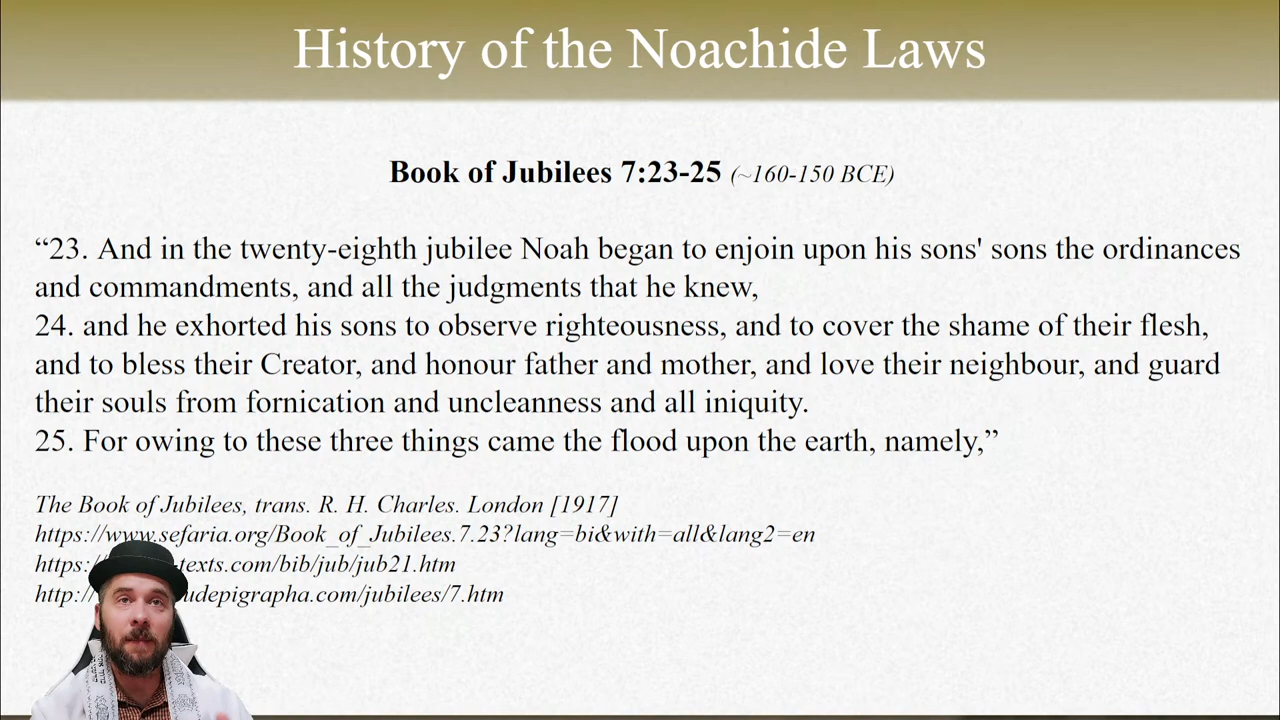 History of the Noachide Laws
Book of Jubilees 7:23-25 (~160-150 BCE)
“23. And in the twenty-eighth jubilee Noah began to enjoin upon his sons' sons the ordinances
and commandments, and all the judgments that he knew,
24. and he exhorted his sons to observe righteousness, and to cover the shame of their flesh,
and to bless their Creator, and honour father and mother, and love their neighbour, and guard
their souls from fornication and uncleanness and all iniquity.
25. For owing to these three things came the flood upon the earth, namely,”
The Book of Jubilees, trans. R. H. Charles. London [1917]
https://www.sefaria.org/Book_of_Jubilees.7.23?lang=bi&with=all&lang2=en
https: -texts.com/bib/jub/jub21.htm
http:/ udepigrapha.com/jubilees/7.htm